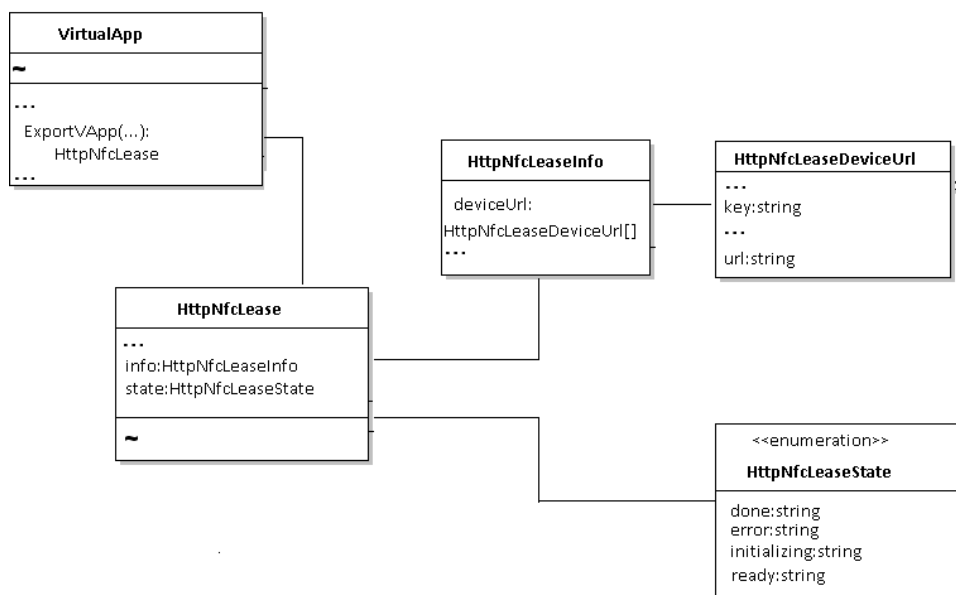 VirtualApp
~
...
ExportVApp(...):
HttpNfcLease
...
HttpNfcLeaseInfo
deviceUrl:
HttpNfcLeaseDeviceUrl[]
...
HttpNfcLeaseDeviceUrl
...
key:string
...
url:string
HttpNfcLease
...
info:HttpNfcLeaseInfo
state:HttpNfcLeaseState
~
<<enumeration>>
HttpNfcLeaseState
done:string
error:string
initializing:string
ready:string